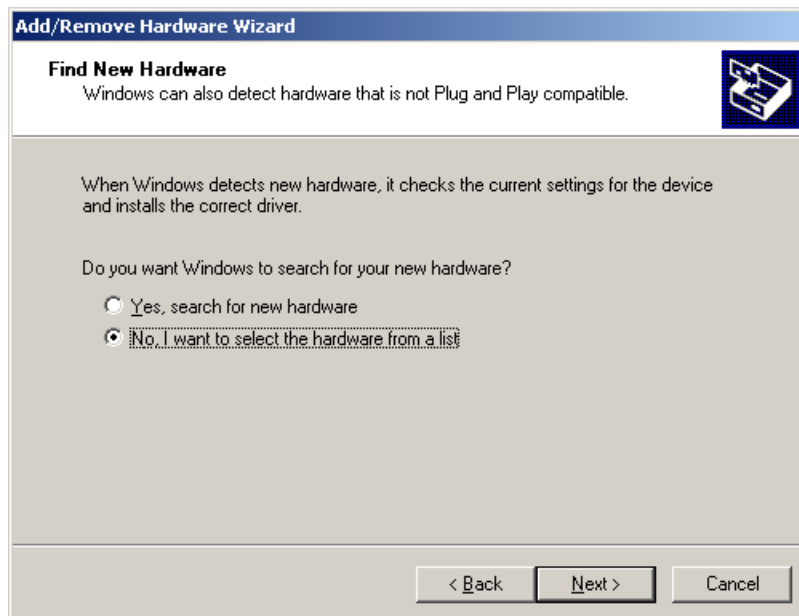 Add/Remove Hardware Wizard
Find New Hardware
Windows can also detect hardware that is not Plug and Play compatible.
When Windows detects new hardware, it checks the current settings for the device
and installs the correct driver.
Do you want Windows to search for your new hardware?
Yes, search for new hardware
No, I want to select the hardware from a list
< Back
Next >
Cancel